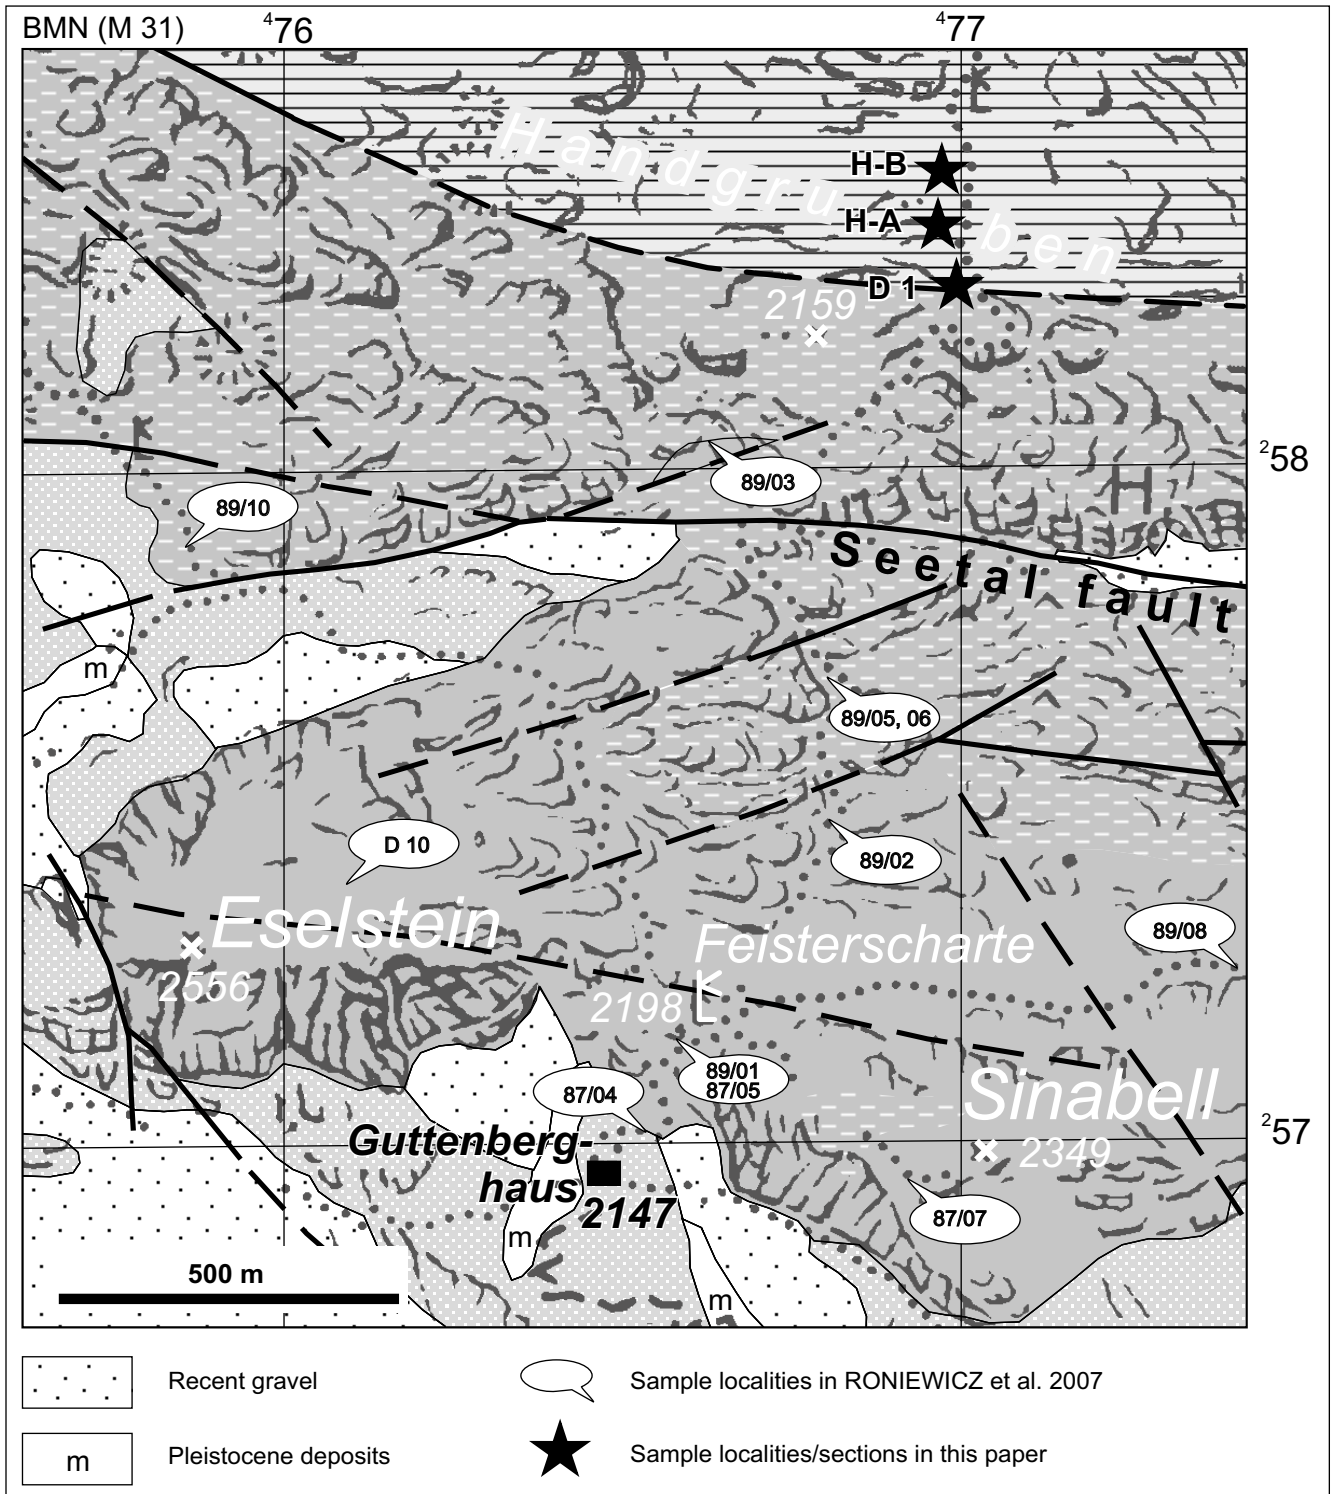 BMN (M 31)
⁴76
⁴77
Handgruben
H-B
H-A
D 1
2159
²58
89/03
89/10
H
Seetal fault
m
89/05, 06
D 10
89/02
Eselstein
2556
Feisterscharte
2198
89/08
89/01
87/05
87/04
Sinabell
2349
²57
Guttenberg-
haus
2147
87/07
m
m
500 m
Recent gravel
Sample localities in RONIEWICZ et al. 2007
m
Pleistocene deposits
Sample localities/sections in this paper